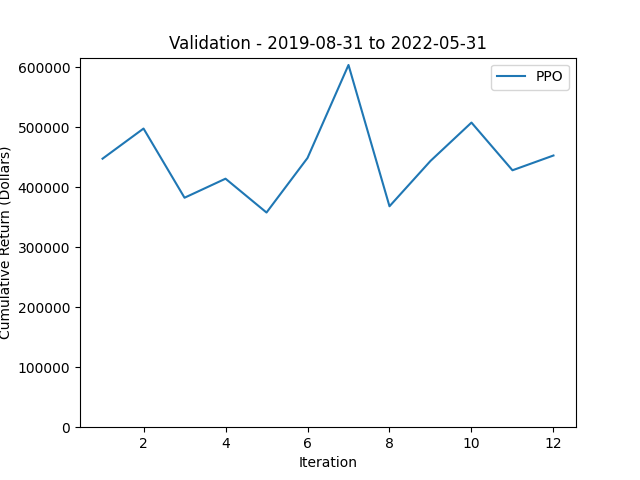 Validation - 2019-08-31 to 2022-05-31
PPO
600000
500000
400000
300000
200000
100000
0
Cumulative Return (Dollars)
2 4 6 8 10 12
Iteration